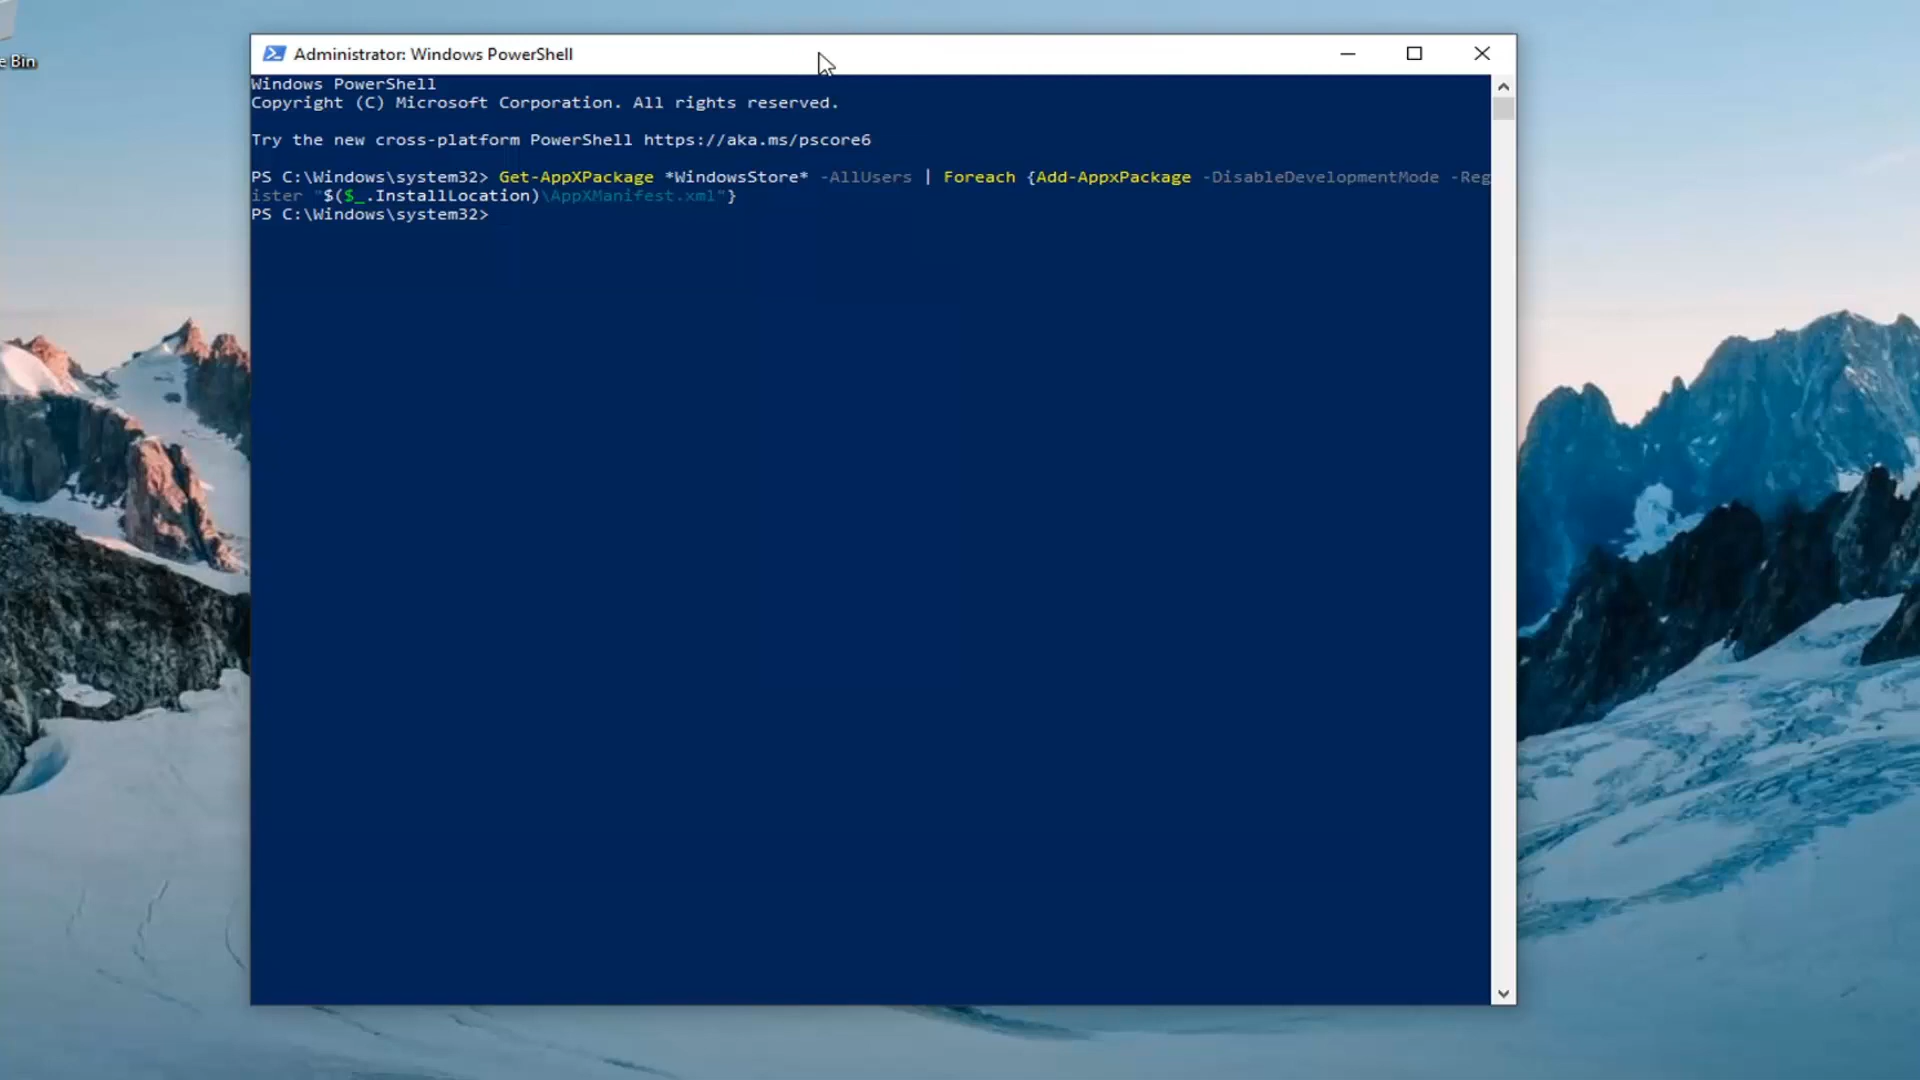 e Bin
Administrator: Windows PowerShell
Windows PowerShell
Copyright (C) Microsoft Corporation. All rights reserved.
Try the new cross-platform PowerShell https://aka.ms/pscore6
PS C:\Windows\system32> Get-AppXPackage *WindowsStore* -AllUsers | Foreach {Add-AppxPackage -DisableDevelopmentMode -Reg
ister "$($_.InstallLocation)\AppXManifest.xml"}
PS C:\Windows\system32>